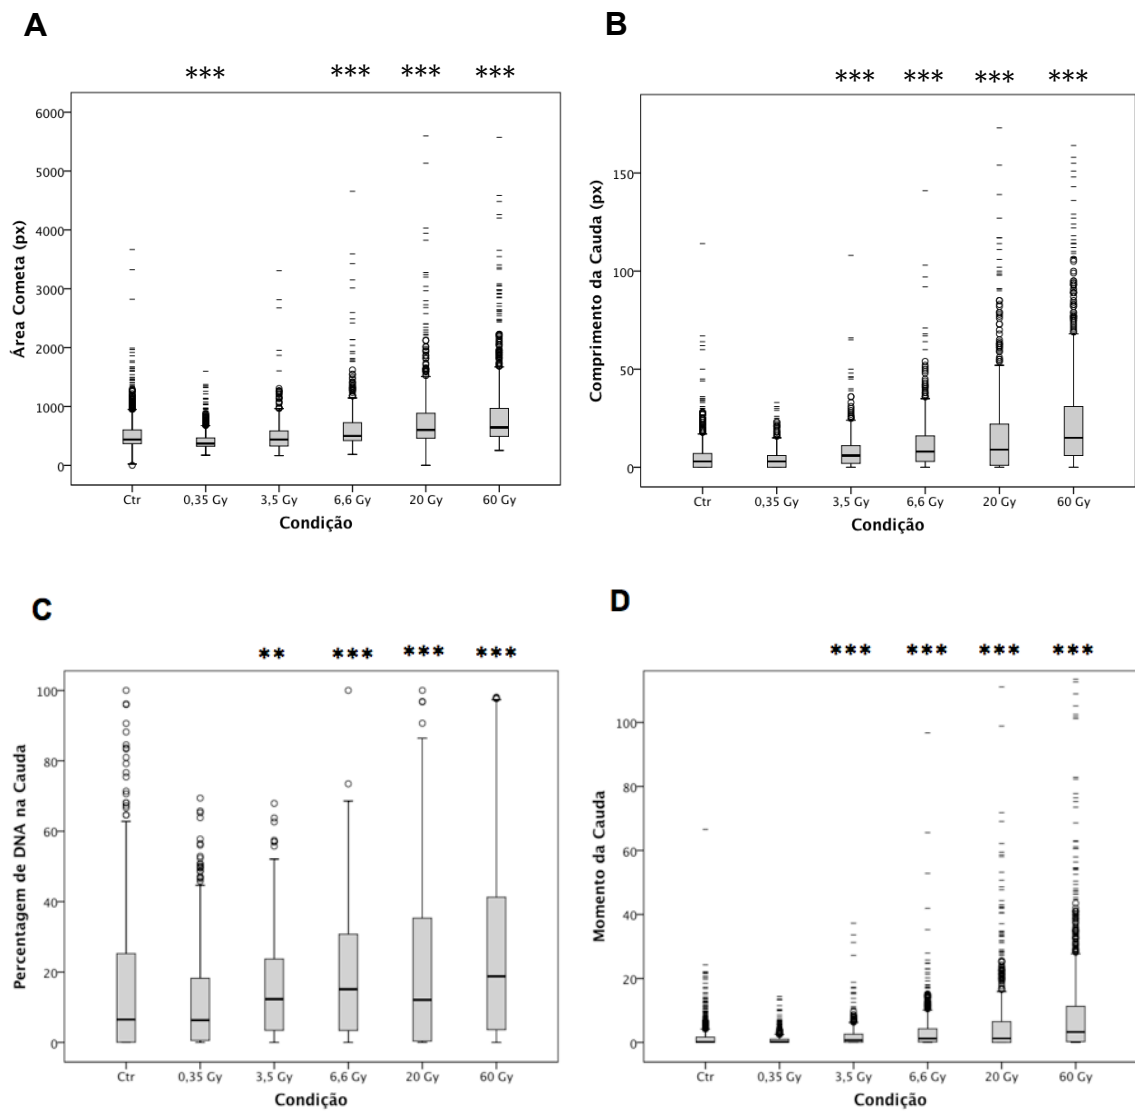 A
B
*** *** *** ***
*** *** *** ***
Área Cometa (px)
6000
5000
4000
3000
2000
1000
0
Ctr 0,35 Gy 3,5 Gy 6,6 Gy 20 Gy 60 Gy
Condição
Comprimento da Cauda (px)
150
100
50
0
Ctr 0,35 Gy 3,5 Gy 6,6 Gy 20 Gy 60 Gy
Condição
C
D
** *** *** ***
*** *** *** ***
Percentagem de DNA na Cauda
100
80
60
40
20
0
Ctr 0,35 Gy 3,5 Gy 6,6 Gy 20 Gy 60 Gy
Condição
Momento da Cauda
100
80
60
40
20
0
Ctr 0,35 Gy 3,5 Gy 6,6 Gy 20 Gy 60 Gy
Condição